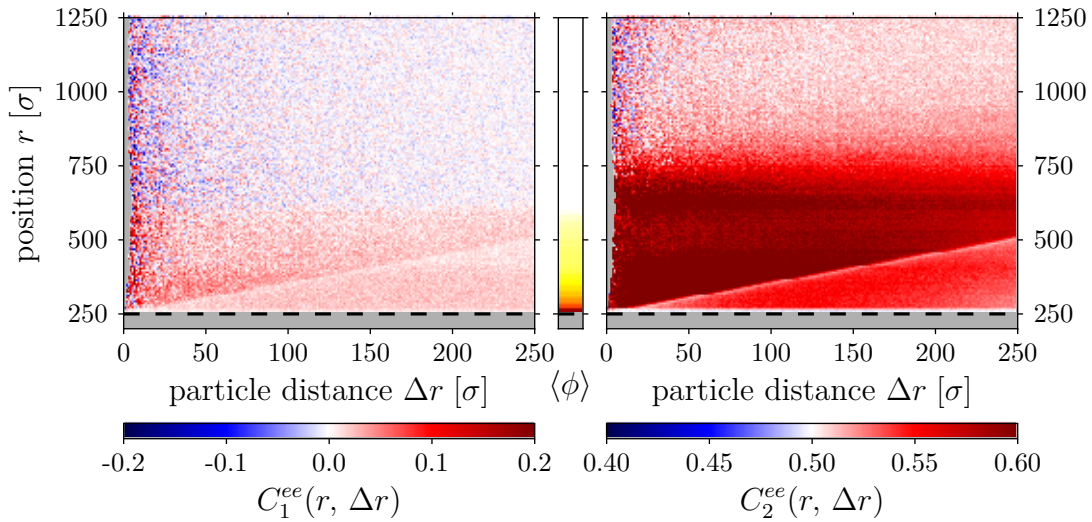 1250
1000
750
500
250
position r [σ]
0 50 100 150 200 250
particle distance Δr [σ]
-0.2 -0.1 0.0 0.1 0.2
C₁ᵉᵉ(r, Δr)
⟨ϕ⟩
1250
1000
750
500
250
0 50 100 150 200 250
particle distance Δr [σ]
0.40 0.45 0.50 0.55 0.60
C₂ᵉᵉ(r, Δr)